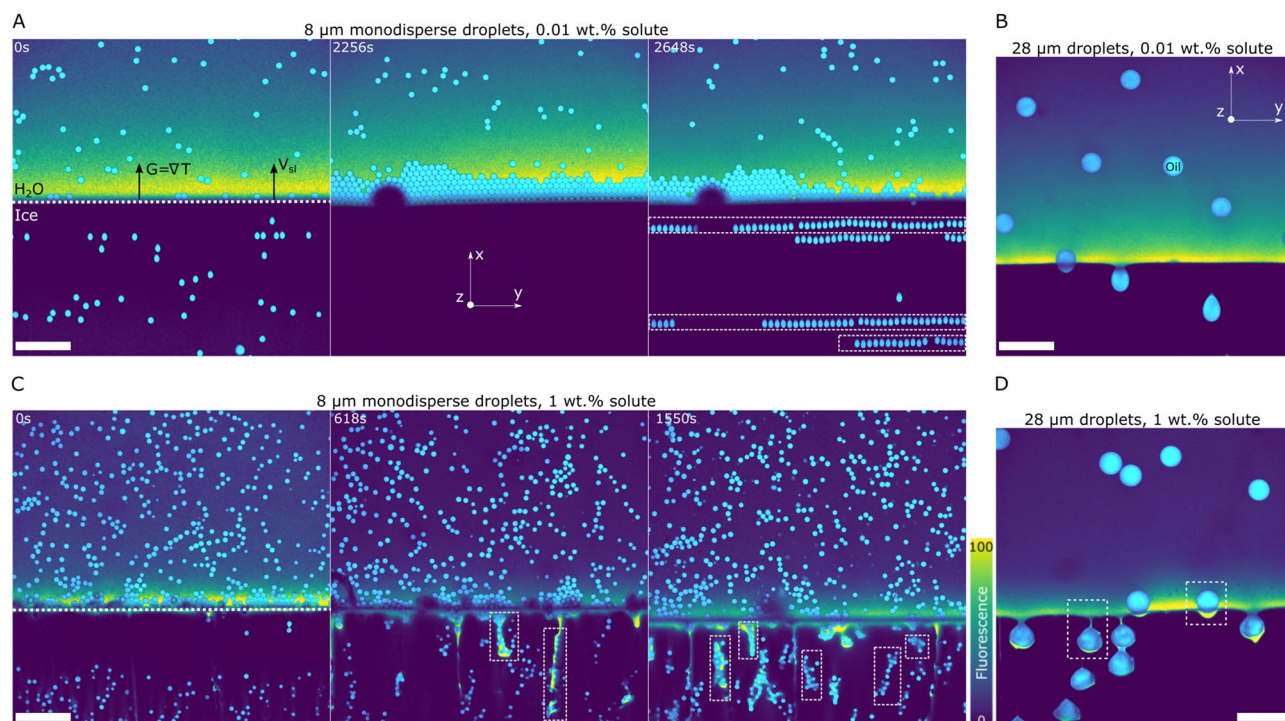 A
8 µm monodisperse droplets, 0.01 wt.% solute
0s
2256s
2648s
G=∇T
V_sl
H₂O
Ice
x
z
y
B
28 µm droplets, 0.01 wt.% solute
x
z
y
Oil
C
8 µm monodisperse droplets, 1 wt.% solute
0s
618s
1550s
100
Fluorescence
0
D
28 µm droplets, 1 wt.% solute